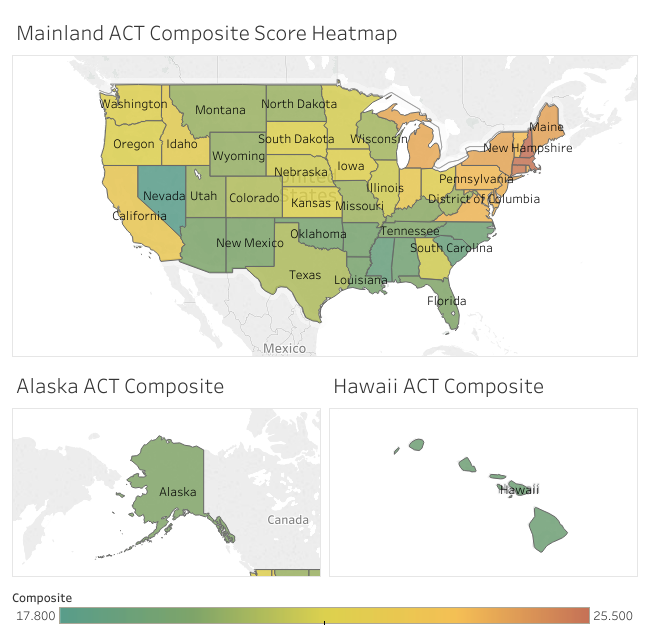 Mainland ACT Composite Score Heatmap
Washington
Montana
North Dakota
Oregon
Idaho
South Dakota
Wisconsin
Maine
New Hampshire
Wyoming
Nebraska
Iowa
Pennsylvania
Nevada
Utah
Colorado
United States
Kansas
Illinois
Missouri
District of Columbia
California
New Mexico
Oklahoma
Tennessee
South Carolina
Texas
Louisiana
Florida
Mexico
Alaska ACT Composite
Hawaii ACT Composite
Alaska
Canada
Hawaii
Composite
17.800
25.500